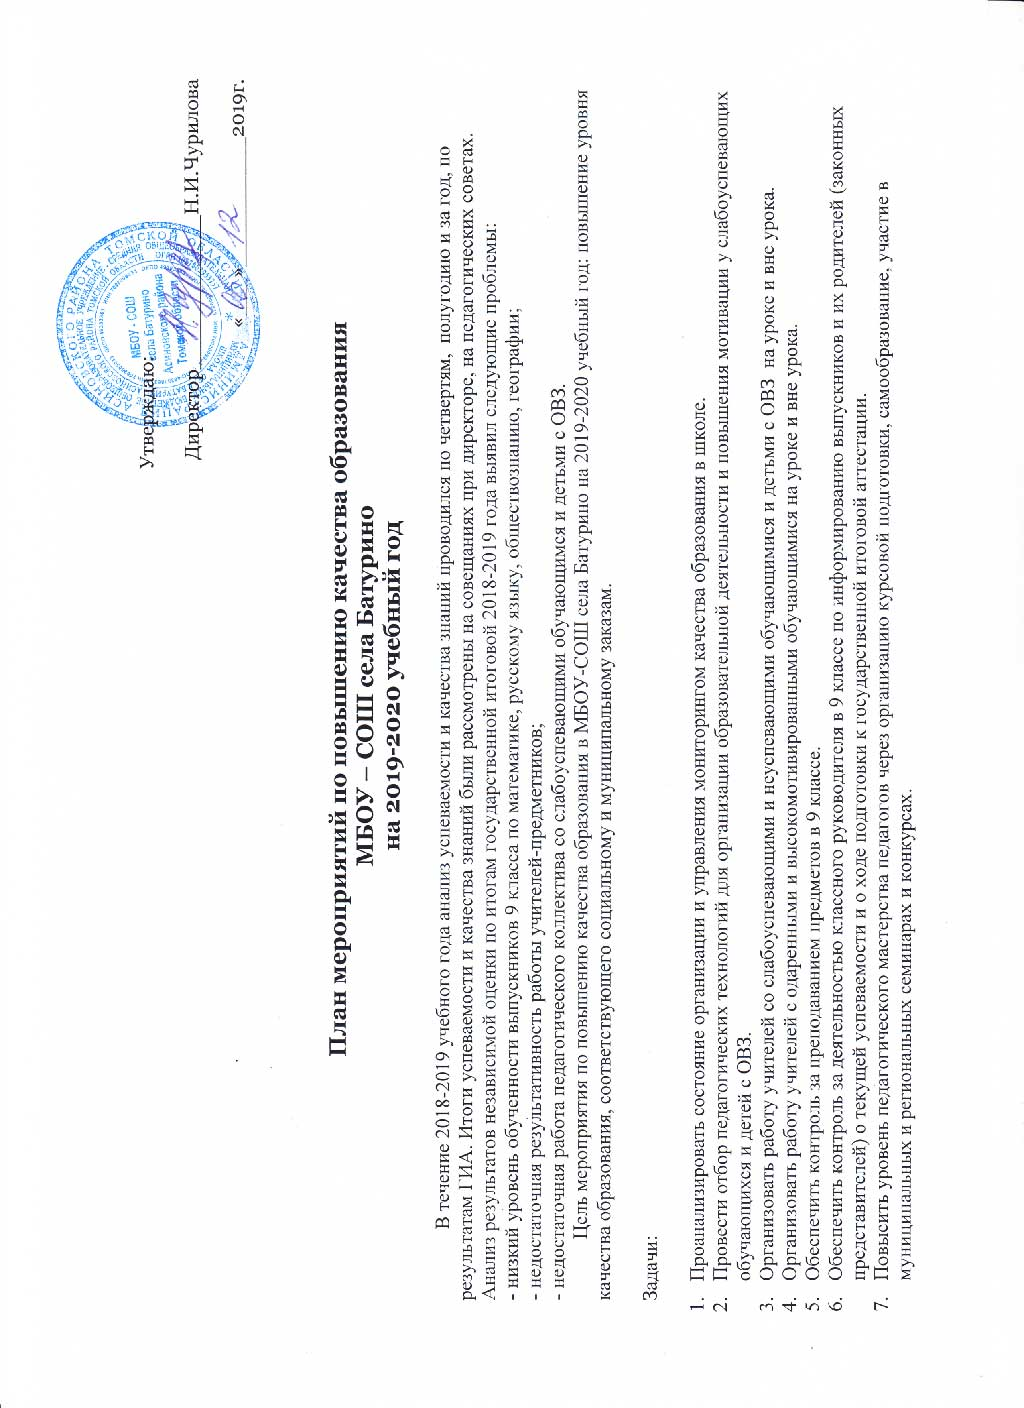 Утверждаю:
Директор __________ Н.И.Чурилова
« » 12 2019г.
МБОУ - СОШ
села Батурино
Асиновского района
Томской области
План мероприятий по повышению качества образования
МБОУ – СОШ села Батурино
на 2019-2020 учебный год
В течение 2018-2019 учебного года анализ успеваемости и качества знаний проводился по четвертям, полугодию и за год, по
результатам ГИА. Итоги успеваемости и качества знаний были рассмотрены на совещаниях при директоре, на педагогических советах.
Анализ результатов независимой оценки по итогам государственной итоговой 2018-2019 года выявил следующие проблемы:
- низкий уровень обученности выпускников 9 класса по математике, русскому языку, обществознанию, географии;
- недостаточная результативность работы учителей-предметников;
- недостаточная работа педагогического коллектива со слабоуспевающими обучающимся и детьми с ОВЗ.
Цель мероприятия по повышению качества образования в МБОУ-СОШ села Батурино на 2019-2020 учебный год: повышение уровня
качества образования, соответствующего социальному и муниципальному заказам.
Задачи:
1. Проанализировать состояние организации и управления мониторингом качества образования в школе.
2. Провести отбор педагогических технологий для организации образовательной деятельности и повышения мотивации у слабоуспевающих
обучающихся и детей с ОВЗ.
3. Организовать работу учителей со слабоуспевающими и неуспевающими обучающимися и детьми с ОВЗ на уроке и вне урока.
4. Организовать работу учителей с одаренными и высокомотивированными обучающимися на уроке и вне урока.
5. Обеспечить контроль за преподаванием предметов в 9 классе.
6. Обеспечить контроль за деятельностью классного руководителя в 9 классе по информированию выпускников и их родителей (законных
представителей) о текущей успеваемости и о ходе подготовки к государственной итоговой аттестации.
7. Повысить уровень педагогического мастерства педагогов через организацию курсовой подготовки, самообразование, участие в
муниципальных и региональных семинарах и конкурсах.